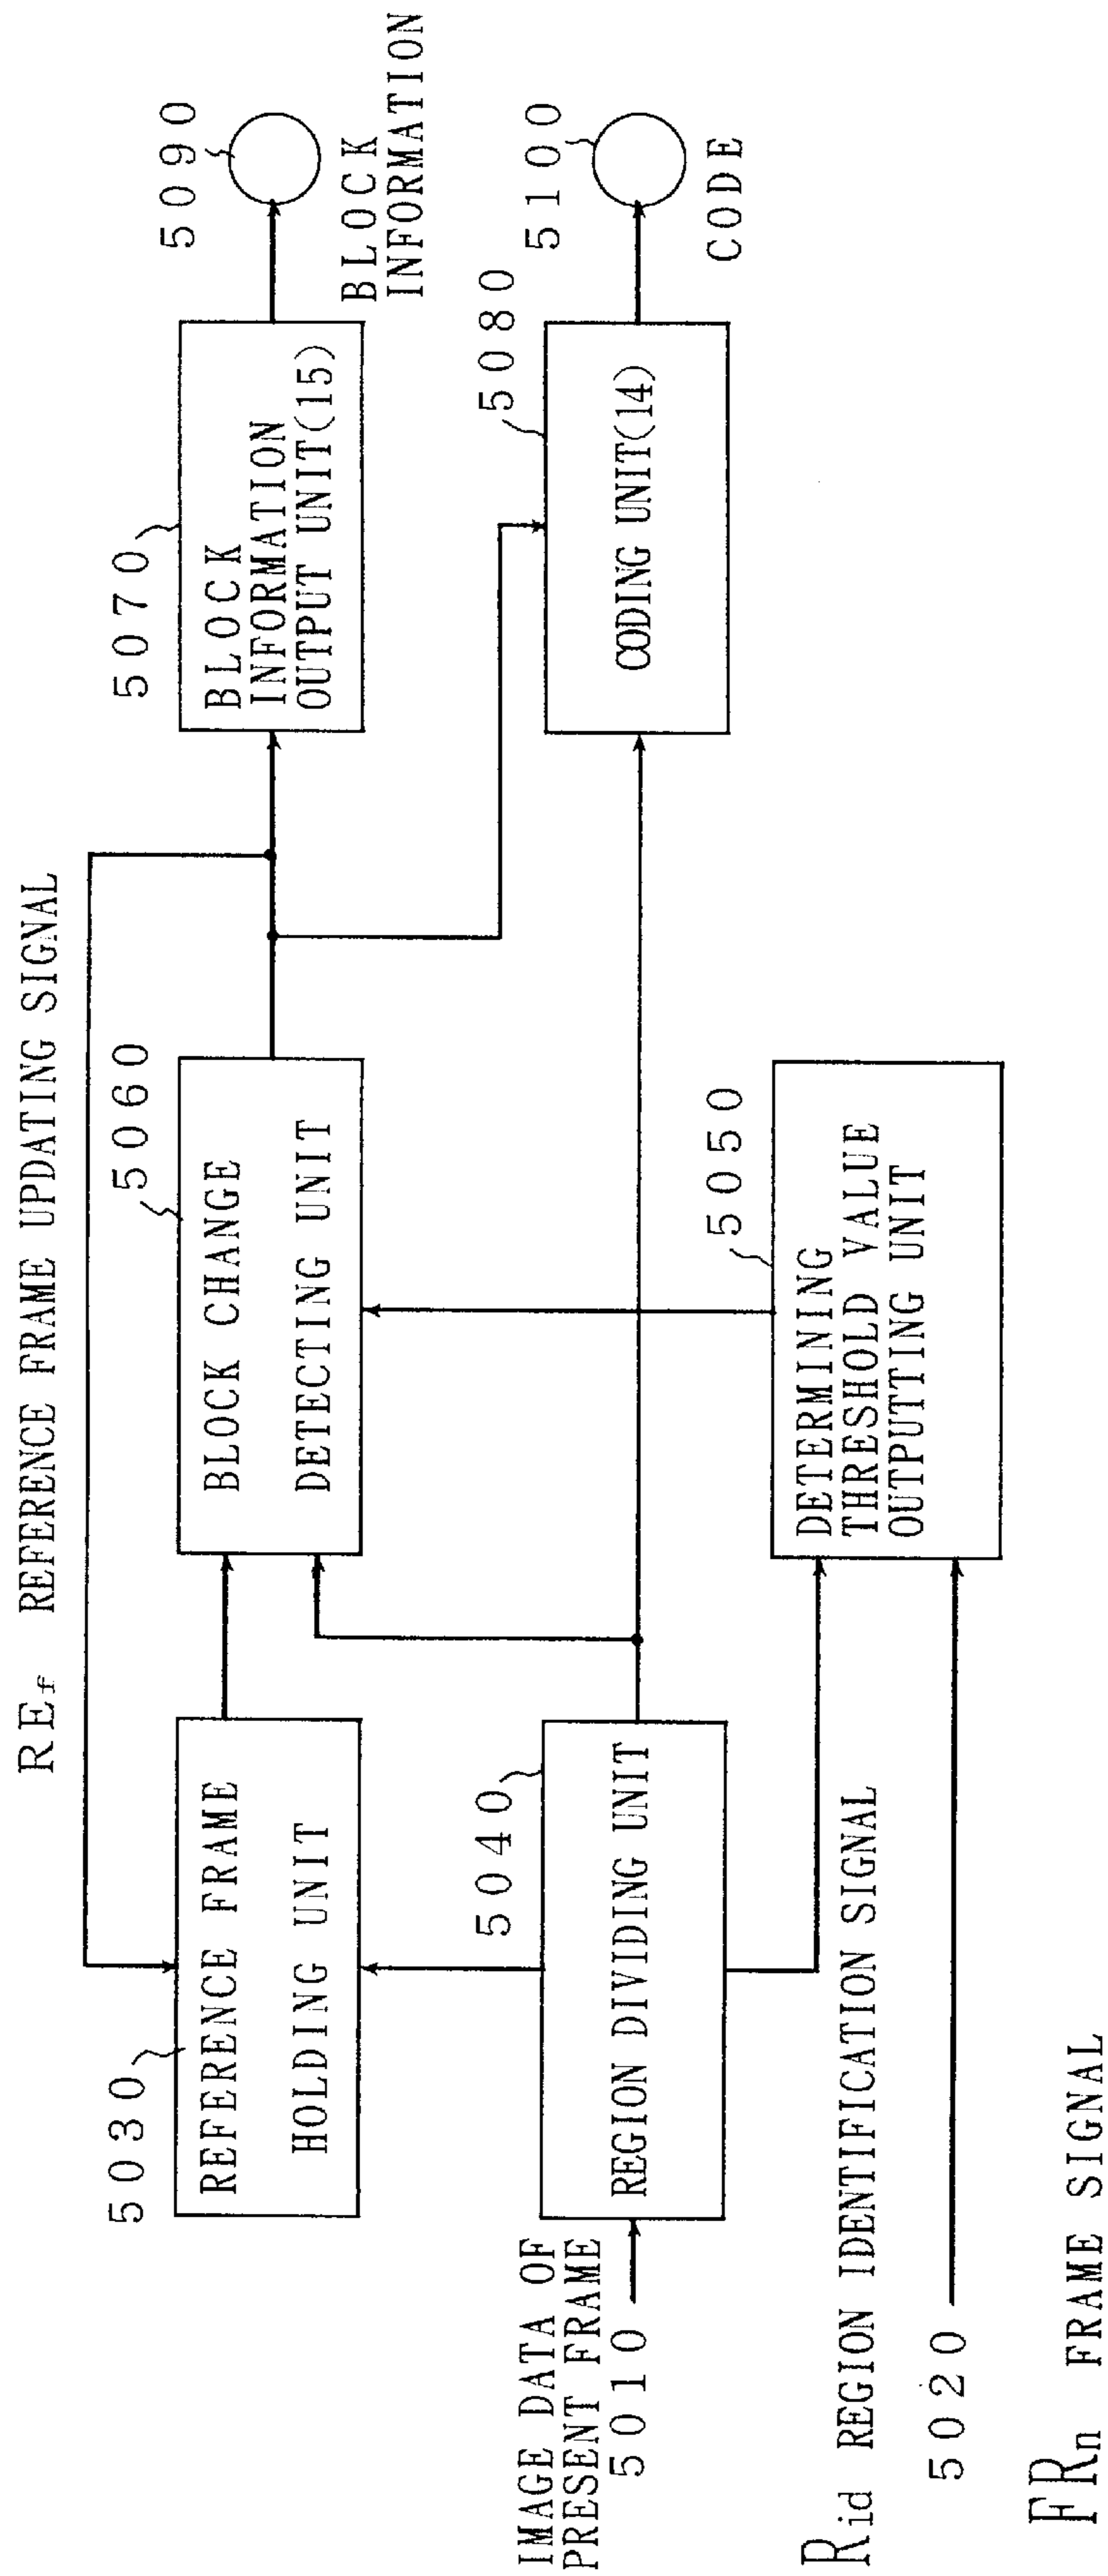 REf REFERENCE FRAME UPDATING SIGNAL
5030
REFERENCE FRAME
HOLDING UNIT
5060
BLOCK CHANGE
DETECTING UNIT
5070
BLOCK
INFORMATION
OUTPUT UNIT(15)
5090
BLOCK
INFORMATION
IMAGE DATA OF
PRESENT FRAME
5010
5040
REGION DIVIDING UNIT
5080
CODING UNIT(14)
5100
CODE
Rid REGION IDENTIFICATION SIGNAL
5050
DETERMINING
THRESHOLD VALUE
OUTPUTTING UNIT
5020
FRn FRAME SIGNAL